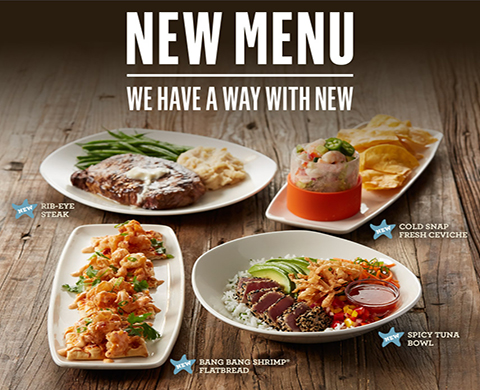 NEW MENU
WE HAVE A WAY WITH NEW
NEW
RIB-EYE
STEAK
NEW
COLD SNAP
FRESH CEVICHE
NEW
BANG BANG SHRIMP®
FLATBREAD
NEW
SPICY TUNA
BOWL